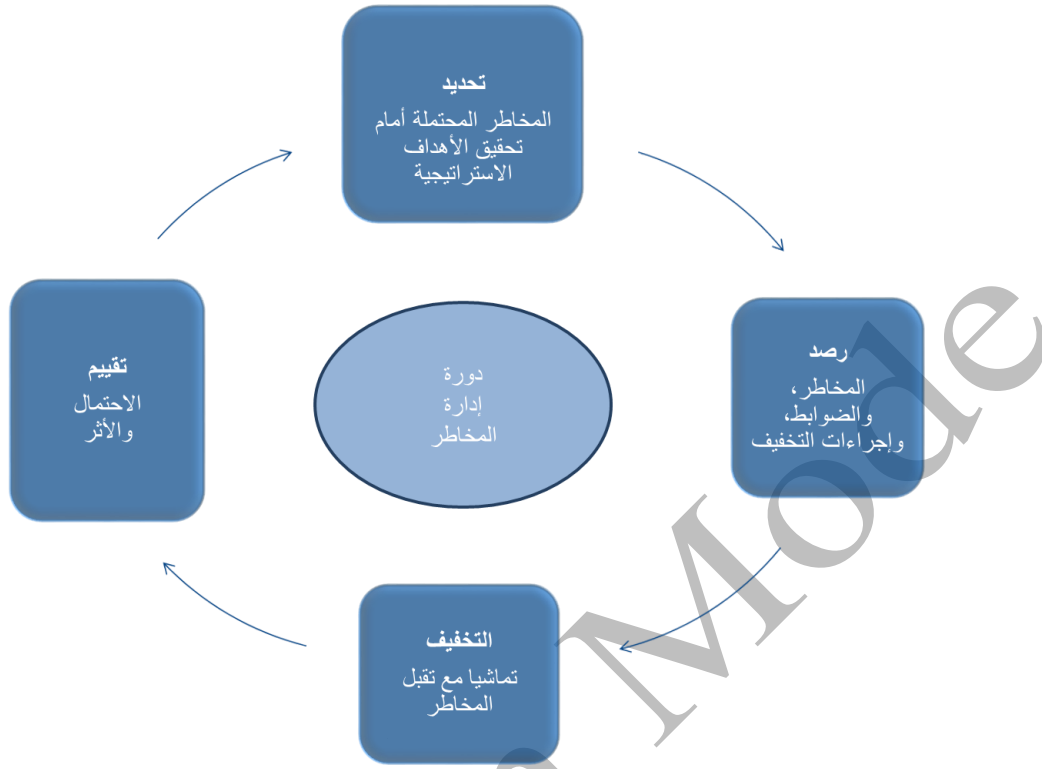 تحديد
المخاطر المحتملة أمام
تحقيق الأهداف
الاستراتيجية
رصد
المخاطر،
والضوابط،
وإجراءات التخفيف
التخفيف
تماشيا مع تقبل
المخاطر
تقييم
الاحتمال
والأثر
دورة
إدارة
المخاطر
Mode